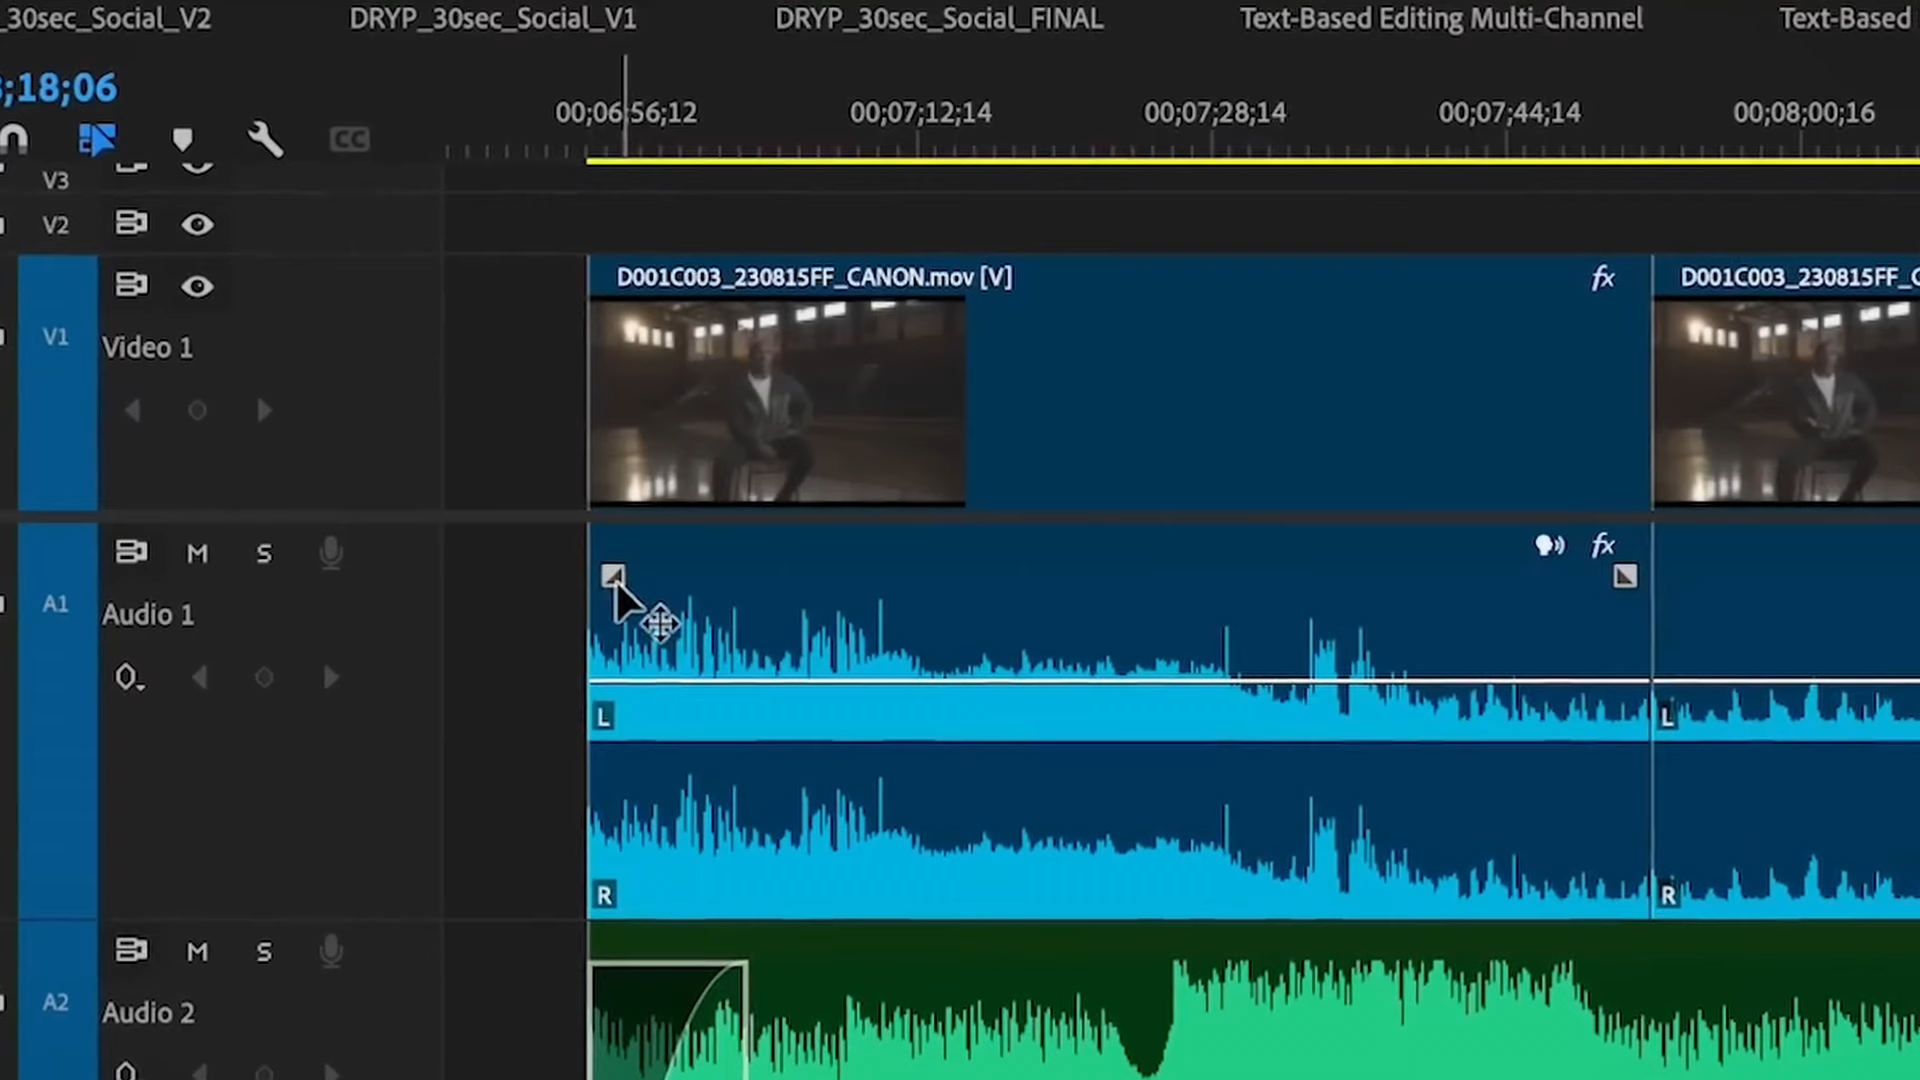 _30sec_Social_V2 DRYP_30sec_Social_V1 DRYP_30sec_Social_FINAL Text-Based Editing Multi-Channel Text-Based
;18;06
00;06;56;12 00;07;12;14 00;07;28;14 00;07;44;14 00;08;00;16
CC
V3
V2
D001C003_230815FF_CANON.mov [V] fx D001C003_230815FF_C
V1 Video 1
M S fx
A1 Audio 1
L L
R R
M S
A2 Audio 2